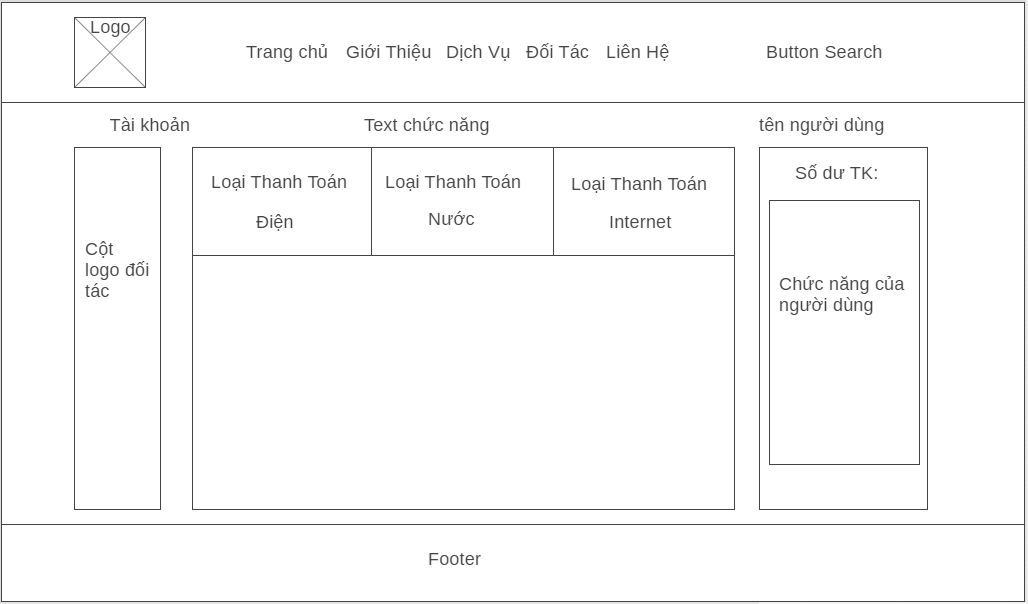 Logo
Trang chủ Giới Thiệu Dịch Vụ Đối Tác Liên Hệ Button Search
Tài khoản Text chức năng tên người dùng
Loại Thanh Toán
Điện
Loại Thanh Toán
Nước
Loại Thanh Toán
Internet
Số dư TK:
Cột
logo đối
tác
Chức năng của
người dùng
Footer